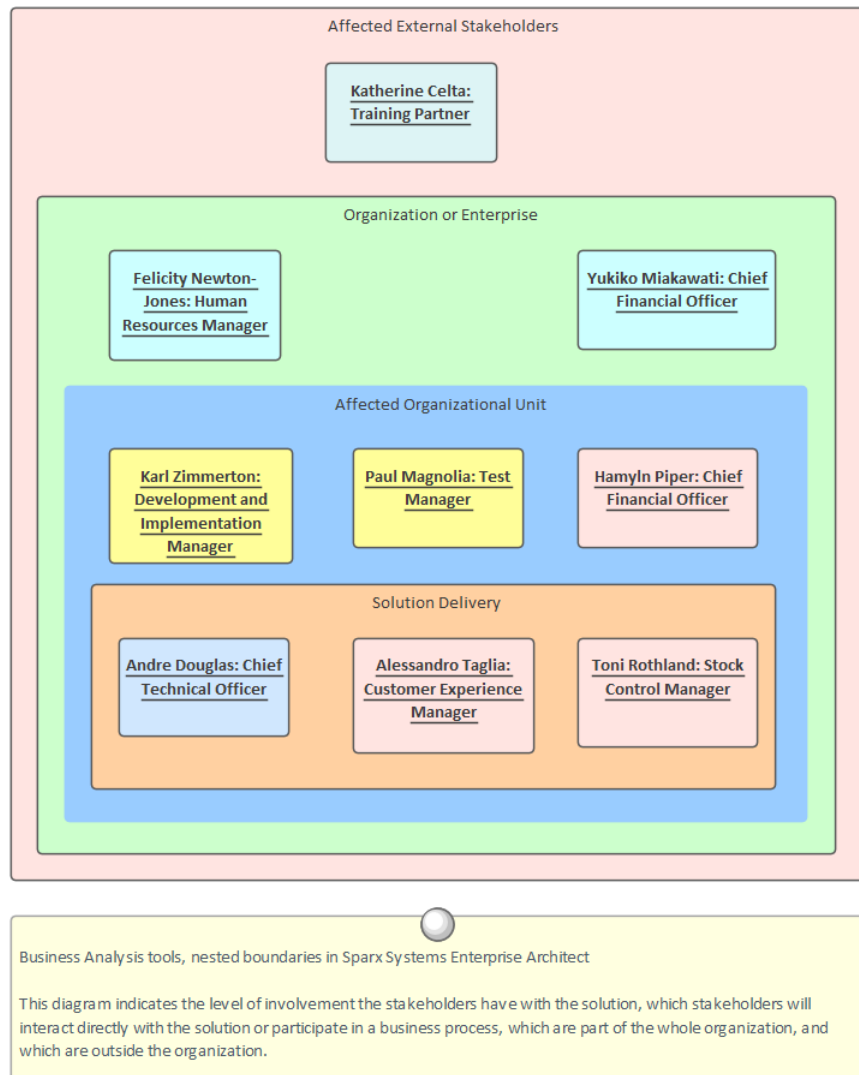 Affected External Stakeholders
Katherine Celta:
Training Partner
Organization or Enterprise
Felicity Newton-
Jones: Human
Resources Manager
Yukiko Miakawati: Chief
Financial Officer
Affected Organizational Unit
Karl Zimmerton:
Development and
Implementation
Manager
Paul Magnolia: Test
Manager
Hamyln Piper: Chief
Financial Officer
Solution Delivery
Andre Douglas: Chief
Technical Officer
Alessandro Taglia:
Customer Experience
Manager
Toni Rothland: Stock
Control Manager
Business Analysis tools, nested boundaries in Sparx Systems Enterprise Architect
This diagram indicates the level of involvement the stakeholders have with the solution, which stakeholders will
interact directly with the solution or participate in a business process, which are part of the whole organization, and
which are outside the organization.